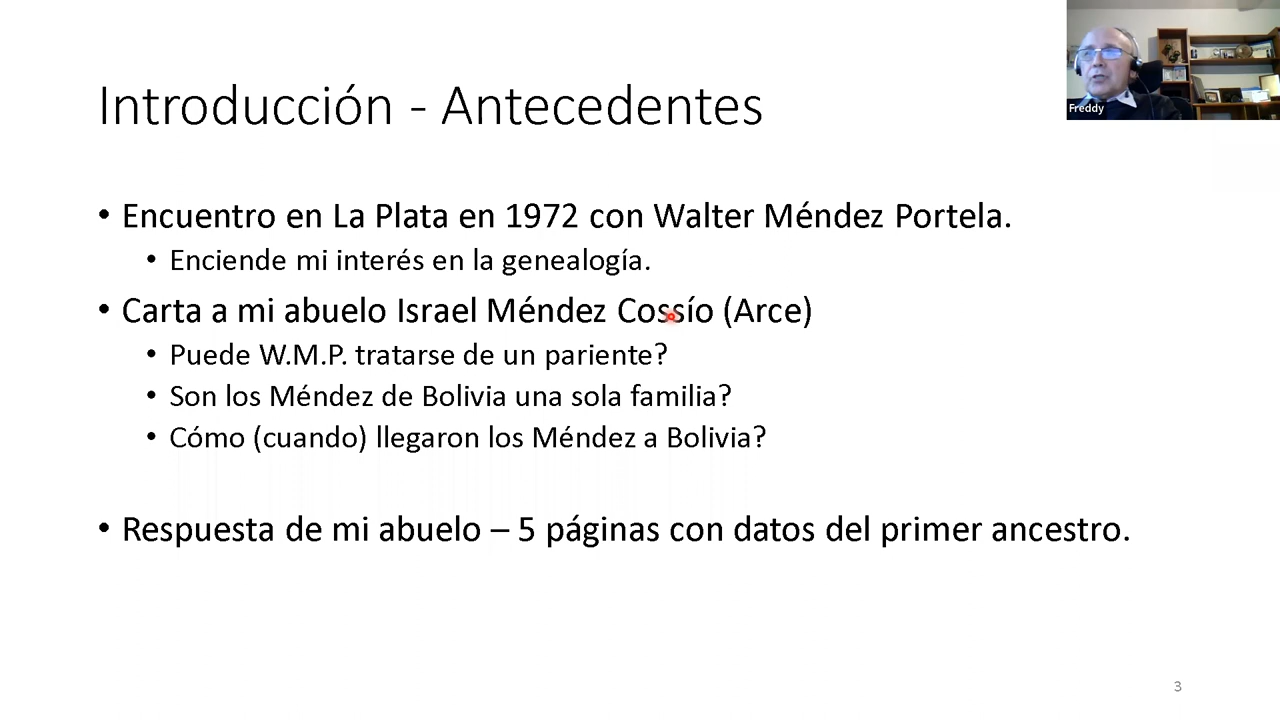 Introducción - Antecedentes
Freddy
• Encuentro en La Plata en 1972 con Walter Méndez Portela.
• Enciende mi interés en la genealogía.
• Carta a mi abuelo Israel Méndez Cossío (Arce)
• Puede W.M.P. tratarse de un pariente?
• Son los Méndez de Bolivia una sola familia?
• Cómo (cuando) llegaron los Méndez a Bolivia?
• Respuesta de mi abuelo – 5 páginas con datos del primer ancestro.
3